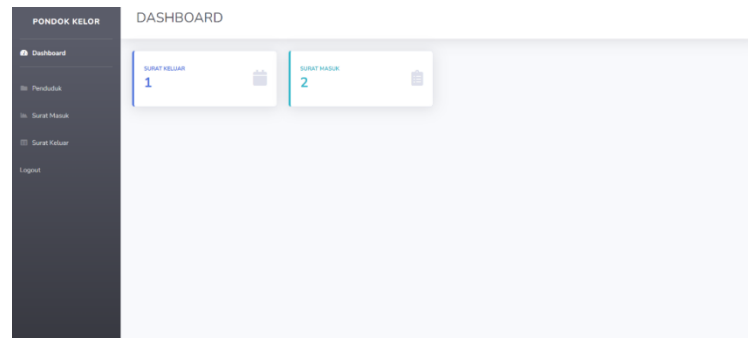 PONDOK KELOR
Dashboard
Penduduk
Surat Masuk
Surat Keluar
Logout
DASHBOARD
SURAT KELUAR
1
SURAT MASUK
2